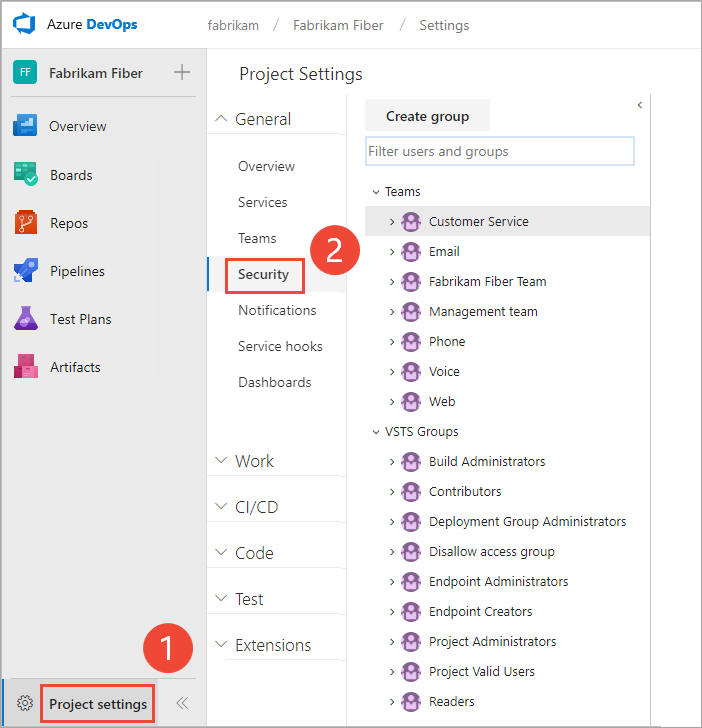 Azure DevOps
fabrikam / Fabrikam Fiber / Settings
FF Fabrikam Fiber
Overview
Boards
Repos
Pipelines
Test Plans
Artifacts
1
Project settings
Project Settings
General
Overview
Services
Teams
2
Security
Notifications
Service hooks
Dashboards
Work
CI/CD
Code
Test
Extensions
Create group
Filter users and groups
Teams
Customer Service
Email
Fabrikam Fiber Team
Management team
Phone
Voice
Web
VSTS Groups
Build Administrators
Contributors
Deployment Group Administrators
Disallow access group
Endpoint Administrators
Endpoint Creators
Project Administrators
Project Valid Users
Readers